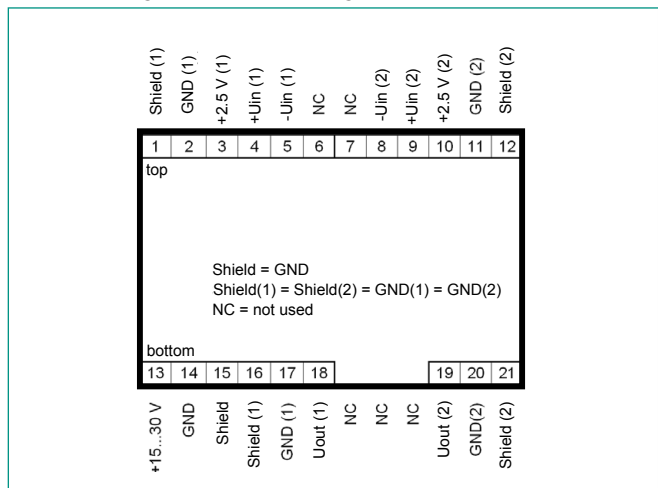 Shield (1)
GND (1)
+2.5 V (1)
+Uin (1)
-Uin (1)
NC
NC
-Uin (2)
+Uin (2)
+2.5 V (2)
GND (2)
Shield (2)
1 2 3 4 5 6 7 8 9 10 11 12
top
Shield = GND
Shield(1) = Shield(2) = GND(1) = GND(2)
NC = not used
bottom
13 14 15 16 17 18 19 20 21
+15...30 V
GND
Shield
Shield (1)
GND (1)
Uout (1)
NC
NC
NC
Uout (2)
GND(2)
Shield (2)